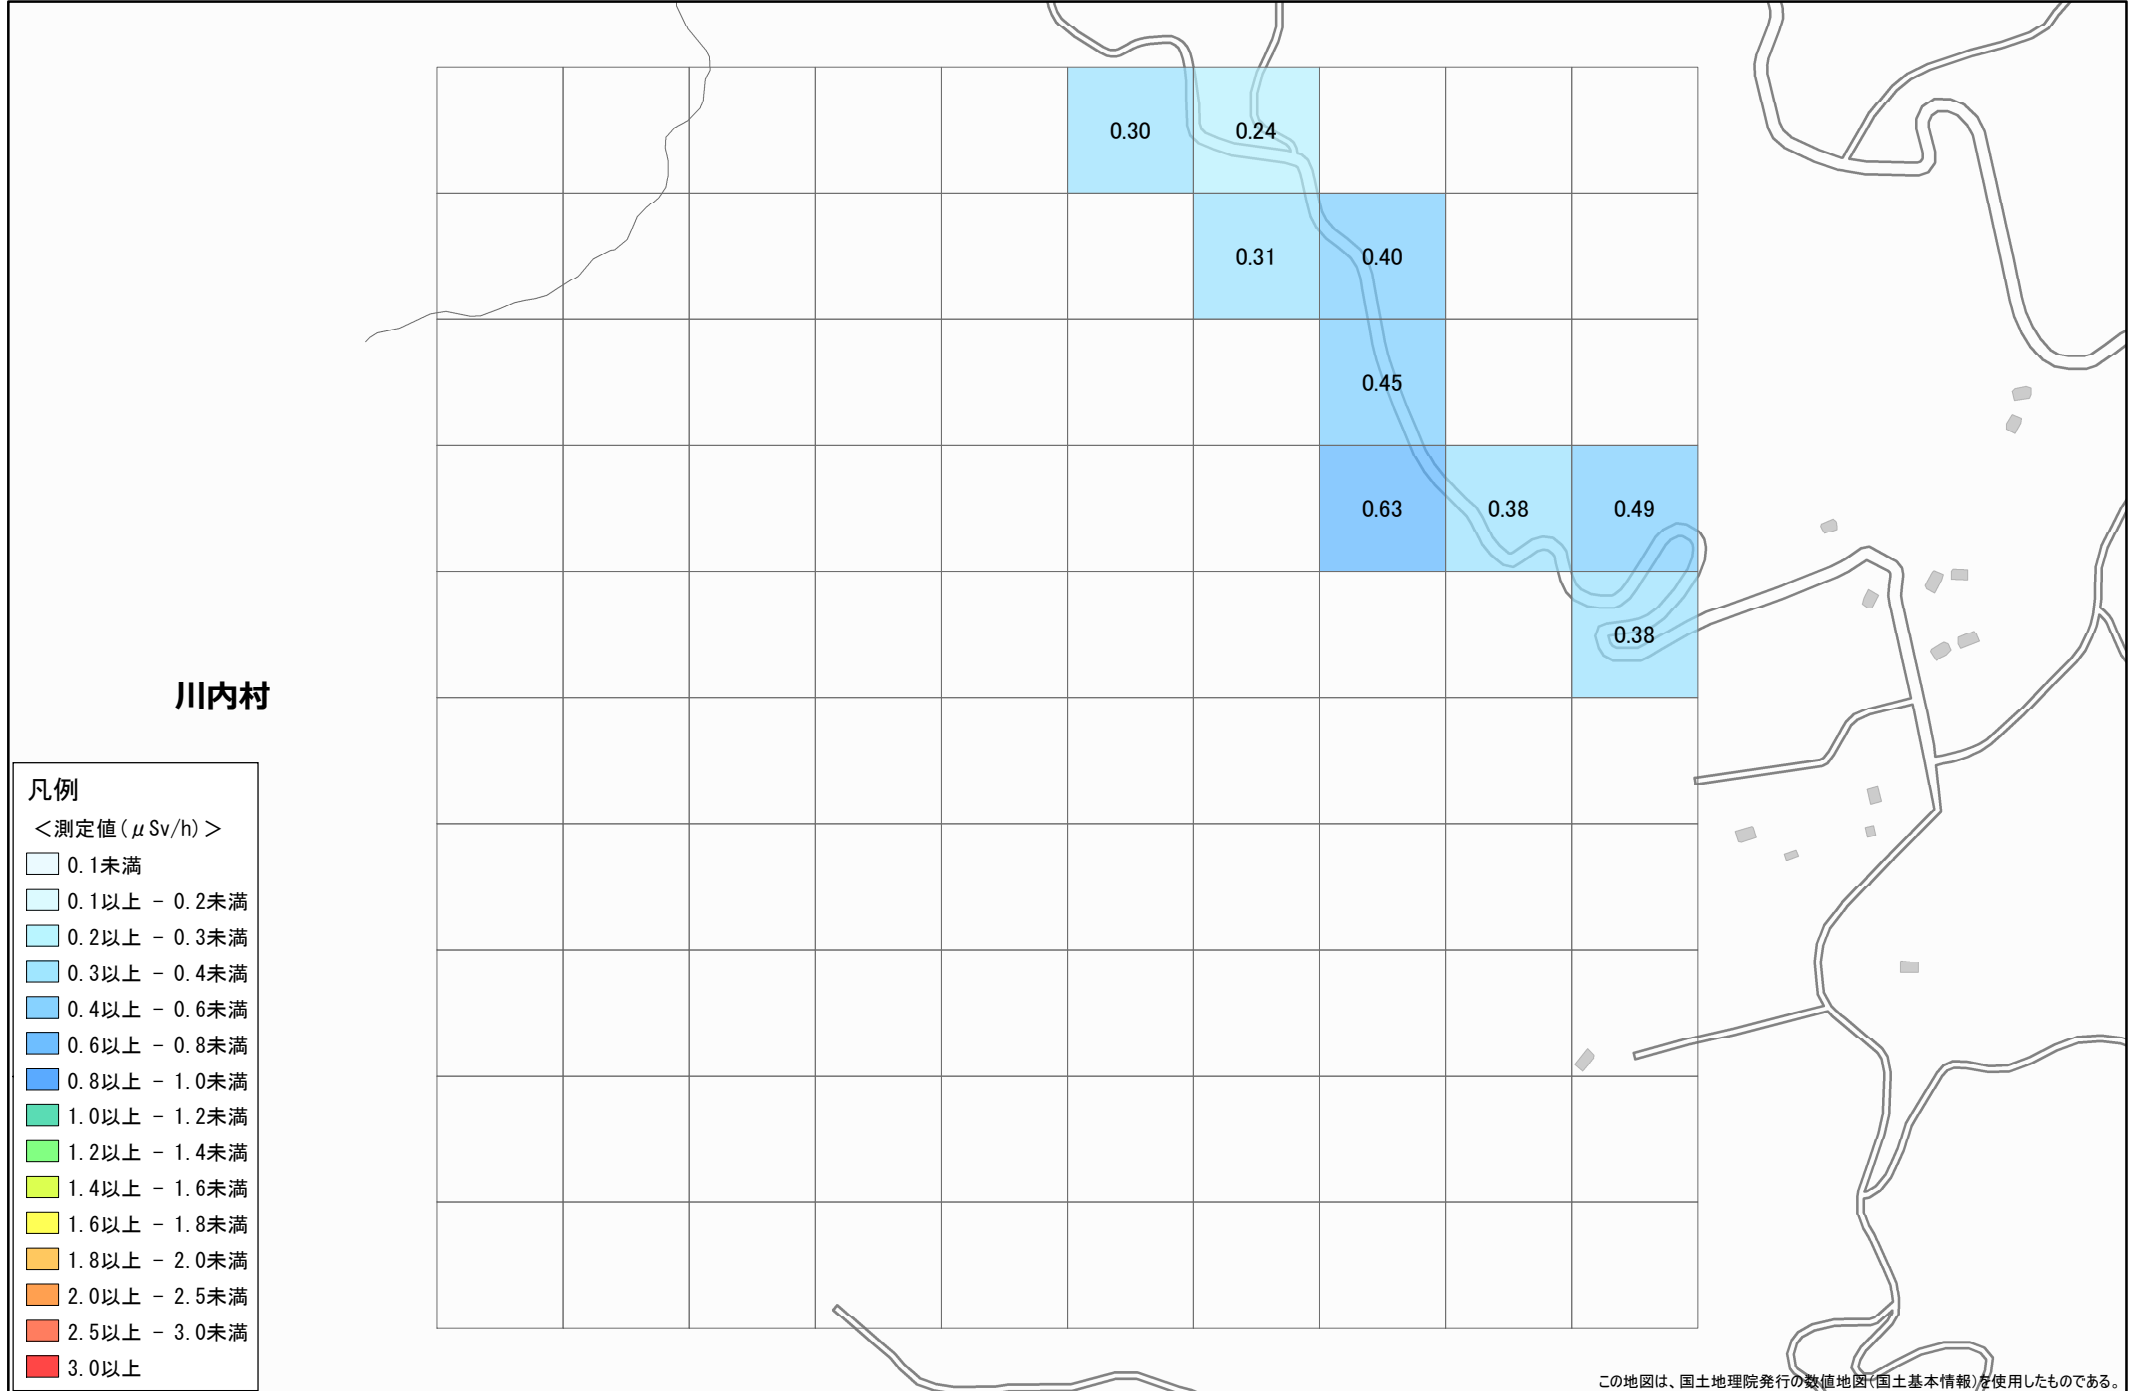 0.30 0.24
0.31 0.40
0.45
0.63 0.38 0.49
0.38
川内村
凡例
＜測定値(μSv/h)＞
0.1未満
0.1以上 − 0.2未満
0.2以上 − 0.3未満
0.3以上 − 0.4未満
0.4以上 − 0.6未満
0.6以上 − 0.8未満
0.8以上 − 1.0未満
1.0以上 − 1.2未満
1.2以上 − 1.4未満
1.4以上 − 1.6未満
1.6以上 − 1.8未満
1.8以上 − 2.0未満
2.0以上 − 2.5未満
2.5以上 − 3.0未満
3.0以上
この地図は、国土地理院発行の数値地図(国土基本情報)を使用したものである。